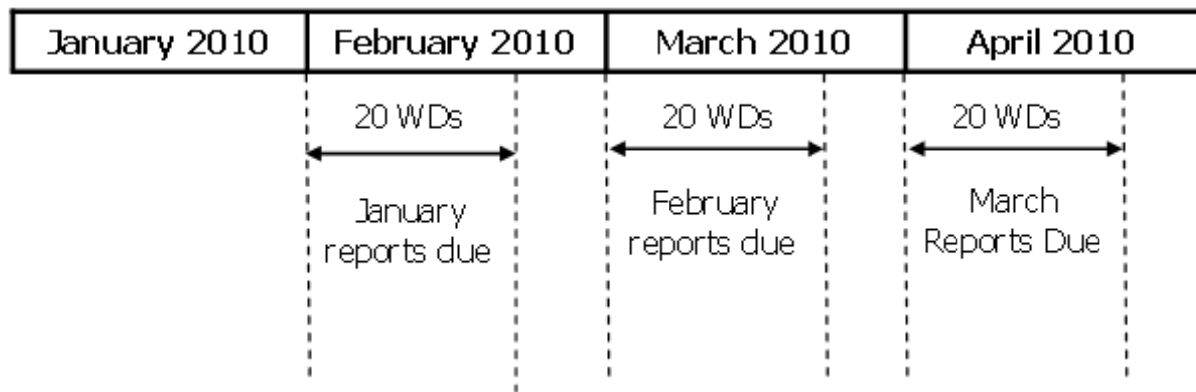 January 2010 February 2010 March 2010 April 2010
20 WDs 20 WDs 20 WDs
January
reports due
February
reports due
March
Reports Due